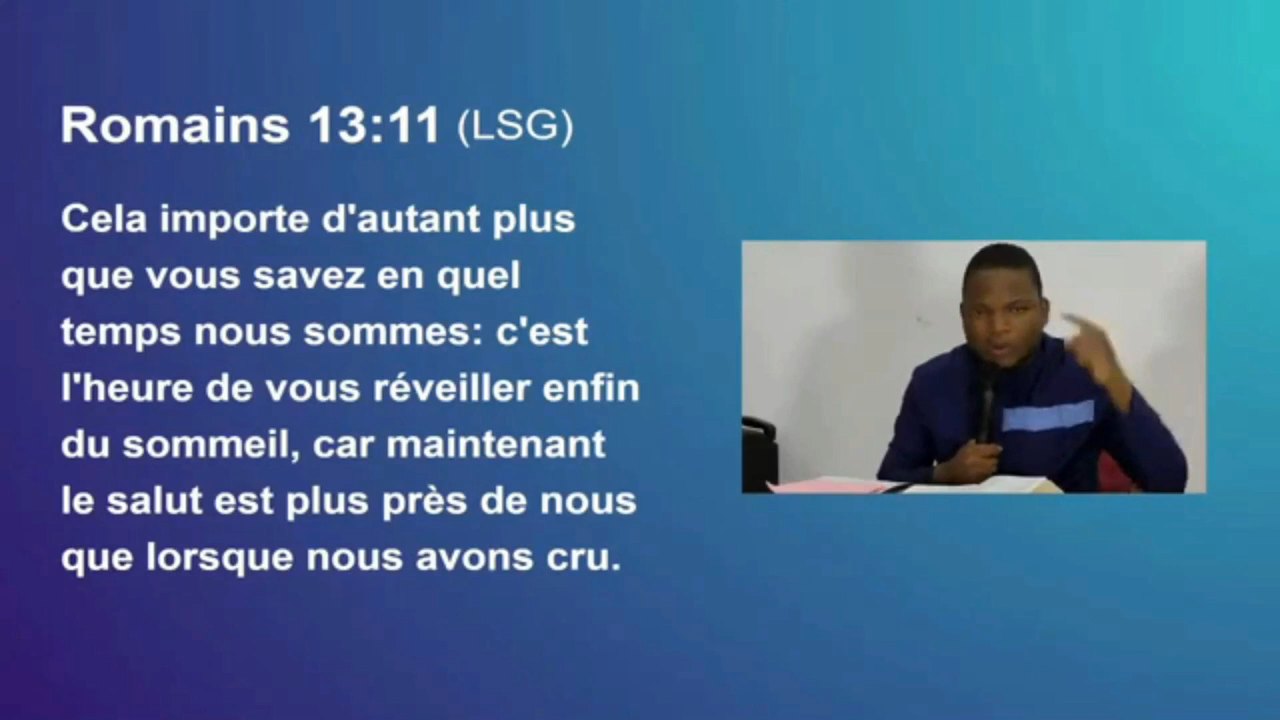 Romains 13:11 (LSG)
Cela importe d'autant plus
que vous savez en quel
temps nous sommes: c'est
l'heure de vous réveiller enfin
du sommeil, car maintenant
le salut est plus près de nous
que lorsque nous avons cru.